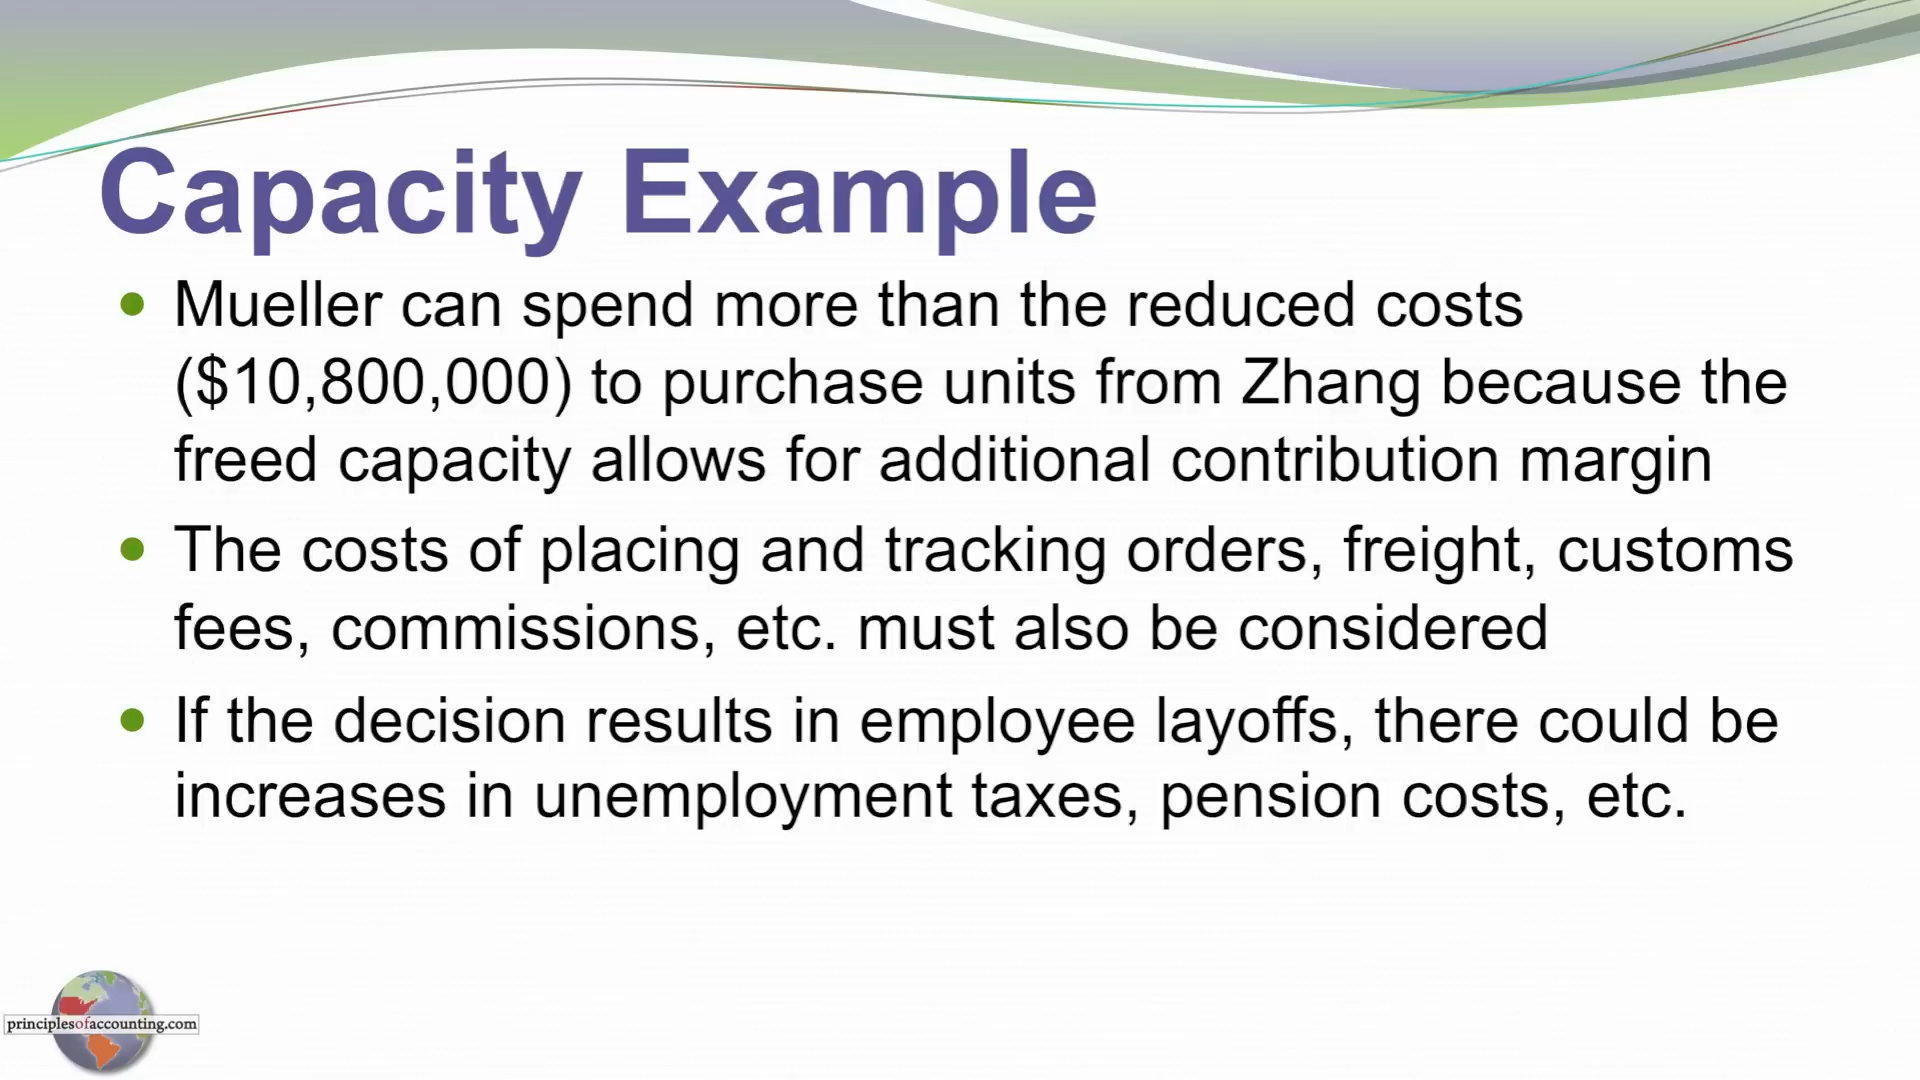 Capacity Example
• Mueller can spend more than the reduced costs
($10,800,000) to purchase units from Zhang because the
freed capacity allows for additional contribution margin
• The costs of placing and tracking orders, freight, customs
fees, commissions, etc. must also be considered
• If the decision results in employee layoffs, there could be
increases in unemployment taxes, pension costs, etc.
principlesofaccounting.com